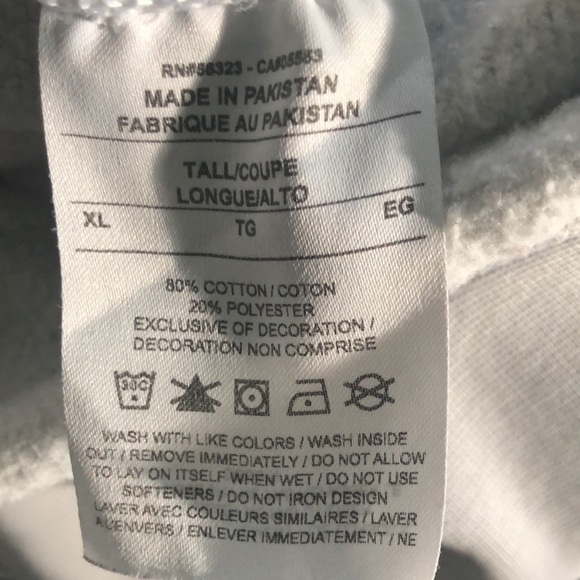 RN#56323 - CA#05553
MADE IN PAKISTAN
FABRIQUE AU PAKISTAN
TALL/COUPE
LONGUE/ALTO
XL TG EG
80% COTTON / COTON
20% POLYESTER
EXCLUSIVE OF DECORATION /
DECORATION NON COMPRISE
30C
WASH WITH LIKE COLORS / WASH INSIDE
OUT / REMOVE IMMEDIATELY / DO NOT ALLOW
TO LAY ON ITSELF WHEN WET / DO NOT USE
SOFTENERS / DO NOT IRON DESIGN
LAVER AVEC COULEURS SIMILAIRES / LAVER
A L'ENVERS / ENLEVER IMMEDIATEMENT / NE